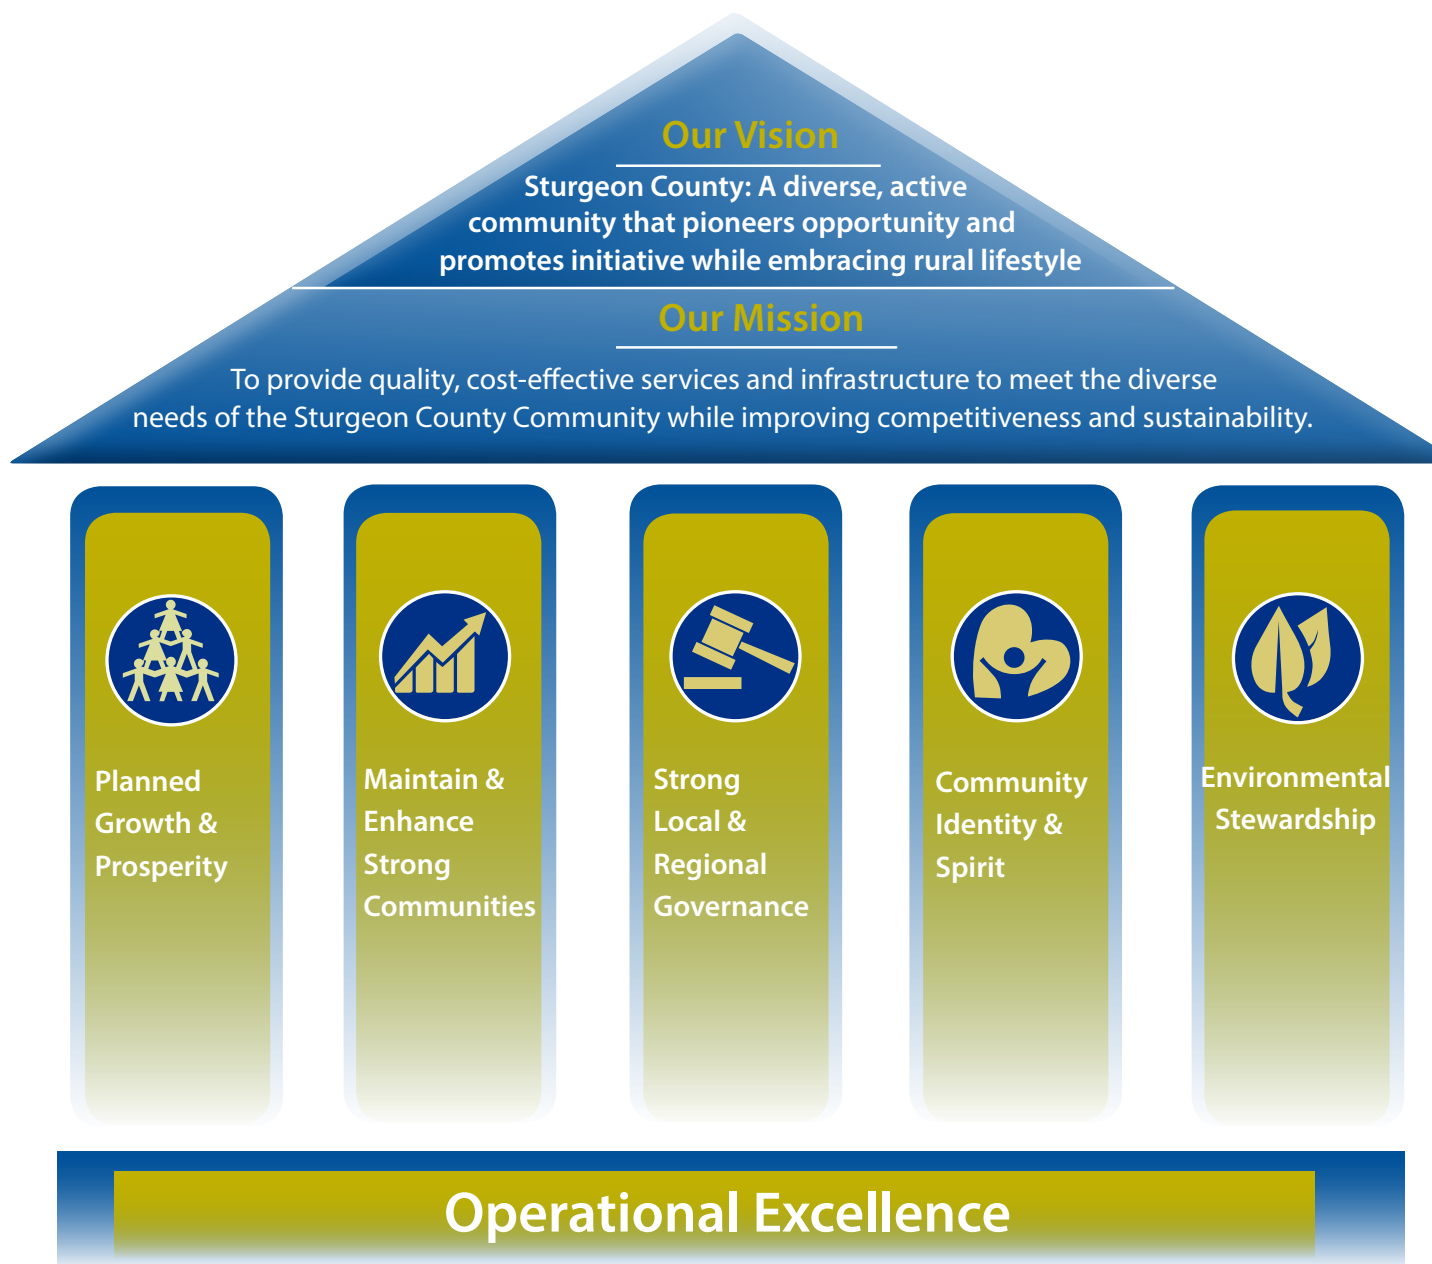 Our Vision
Sturgeon County: A diverse, active
community that pioneers opportunity and
promotes initiative while embracing rural lifestyle
Our Mission
To provide quality, cost-effective services and infrastructure to meet the diverse
needs of the Sturgeon County Community while improving competitiveness and sustainability.
Planned
Growth &
Prosperity
Maintain &
Enhance
Strong
Communities
Strong
Local &
Regional
Governance
Community
Identity &
Spirit
Environmental
Stewardship
Operational Excellence